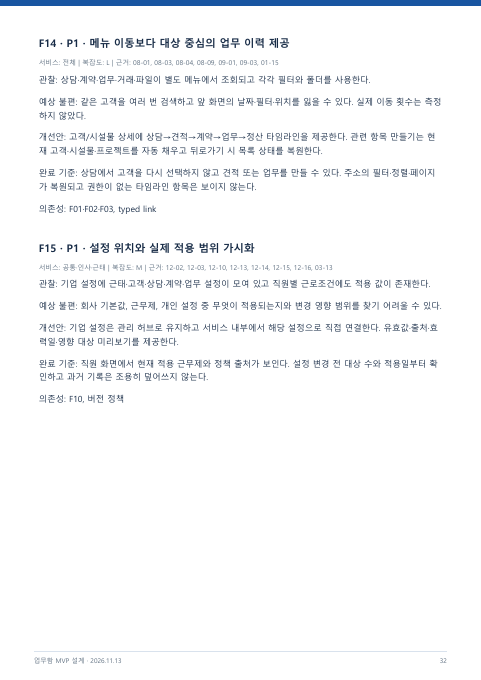 F14 · P1 · 메뉴 이동보다 대상 중심의 업무 이력 제공
서비스: 전체 | 복잡도: L | 근거: 08-01, 08-03, 08-04, 08-09, 09-01, 09-03, 01-15
관찰: 상담·계약·업무·거래·파일이 별도 메뉴에서 조회되고 각각 필터와 폴더를 사용한다.
예상 불편: 같은 고객을 여러 번 검색하고 앞 화면의 날짜·필터·위치를 잃을 수 있다. 실제 이동 횟수는 측정
하지 않았다.
개선안: 고객/시설물 상세에 상담→견적→계약→업무→정산 타임라인을 제공한다. 관련 항목 만들기는 현
재 고객·시설물·프로젝트를 자동 채우고 뒤로가기 시 목록 상태를 복원한다.
완료 기준: 상담에서 고객을 다시 선택하지 않고 견적 또는 업무를 만들 수 있다. 주소의 필터·정렬·페이지
가 복원되고 권한이 없는 타임라인 항목은 보이지 않는다.
의존성: F01·F02·F03, typed link
F15 · P1 · 설정 위치와 실제 적용 범위 가시화
서비스: 공통·인사·근태 | 복잡도: M | 근거: 12-02, 12-03, 12-10, 12-13, 12-14, 12-15, 12-16, 03-13
관찰: 기업 설정에 근태·고객·상담·계약·업무 설정이 모여 있고 직원별 근로조건에도 적용 값이 존재한다.
예상 불편: 회사 기본값, 근무제, 개인 설정 중 무엇이 적용되는지와 변경 영향 범위를 찾기 어려울 수 있다.
개선안: 기업 설정은 관리 허브로 유지하고 서비스 내부에서 해당 설정으로 직접 연결한다. 유효값·출처·효
력일·영향 대상 미리보기를 제공한다.
완료 기준: 직원 화면에서 현재 적용 근무제와 정책 출처가 보인다. 설정 변경 전 대상 수와 적용일부터 확
인하고 과거 기록은 조용히 덮어쓰지 않는다.
의존성: F10, 버전 정책
업무함 MVP 설계 · 2026.11.13
32